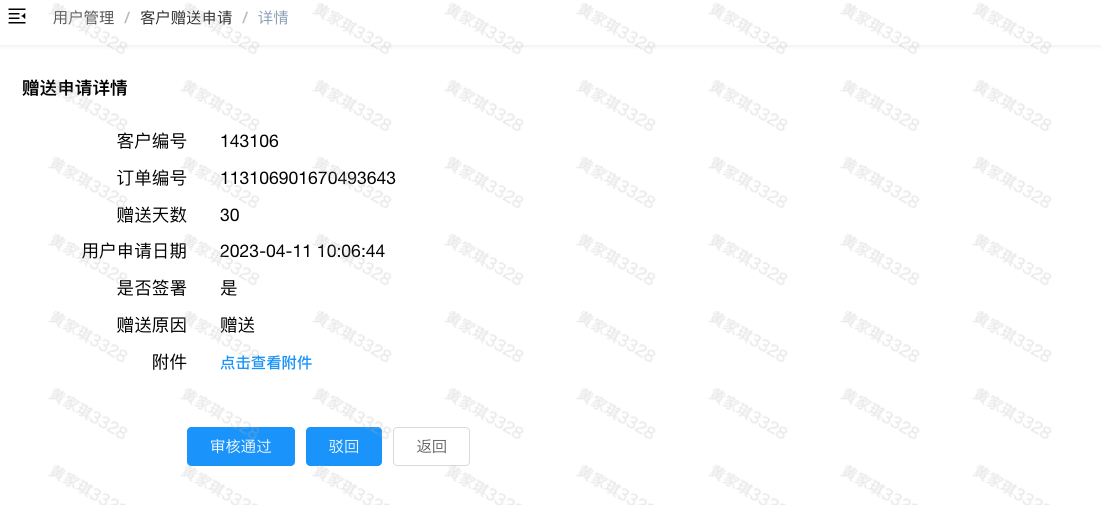 用户管理 / 客户赠送申请 / 详情
赠送申请详情
客户编号 143106
订单编号 113106901670493643
赠送天数 30
用户申请日期 2023-04-11 10:06:44
是否签署 是
赠送原因 赠送
附件 点击查看附件
审核通过 驳回 返回
黄家琪3328